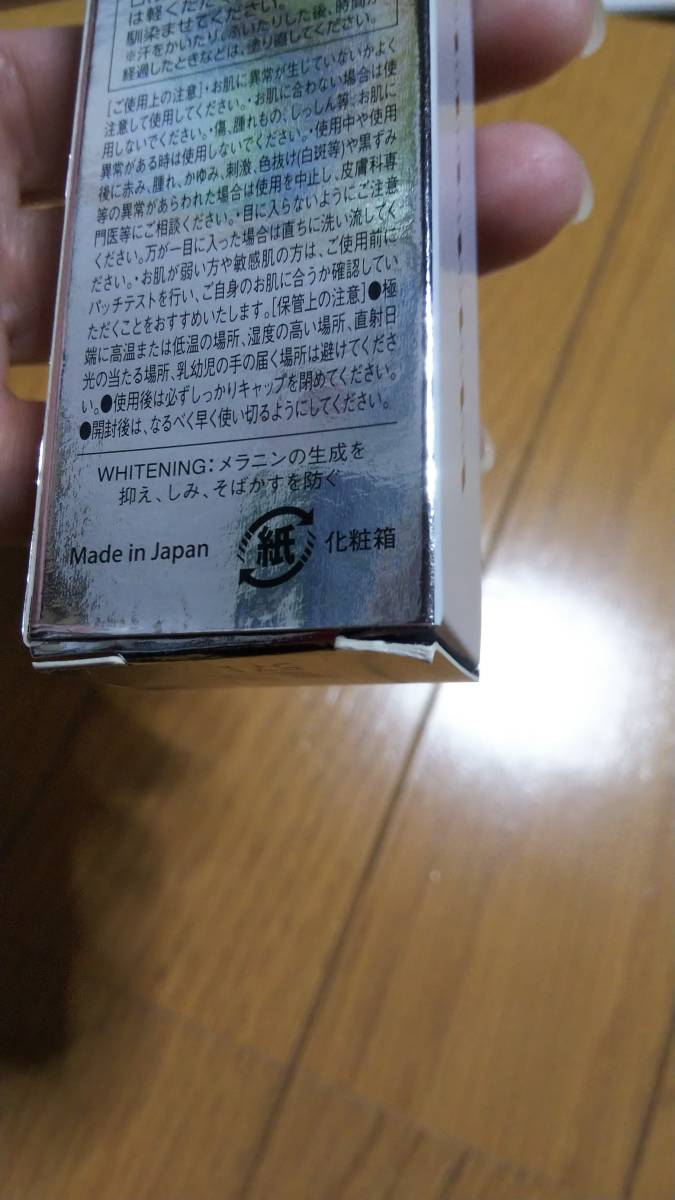 は軽くたた
馴染ませてください。
※汗をかいたり、ふいたりした後、時間が
経過したときなどは、塗り直してください。
[ご使用上の注意]・お肌に異常が生じていないかよく
注意して使用してください。・お肌に合わない場合は使
用しないでください。・傷、腫れもの、しっしん等、お肌に
異常がある時は使用しないでください。・使用中や使用
後に赤み、腫れ、かゆみ、刺激、色抜け(白斑等)や黒ずみ
等の異常があらわれた場合は使用を中止し、皮膚科専
門医等にご相談ください。・目に入らないようにご注意
ください。万が一目に入った場合は直ちに洗い流してく
ださい。・お肌が弱い方や敏感肌の方は、ご使用前に
パッチテストを行い、ご自身のお肌に合うか確認してい
ただくことをおすすめいたします。[保管上の注意]●極
端に高温または低温の場所、湿度の高い場所、直射日
光の当たる場所、乳幼児の手の届く場所は避けてくださ
い。●使用後は必ずしっかりキャップを閉めてください。
●開封後は、なるべく早く使い切るようにしてください。
WHITENING:メラニンの生成を
抑え、しみ、そばかすを防ぐ
Made in Japan 紙 化粧箱